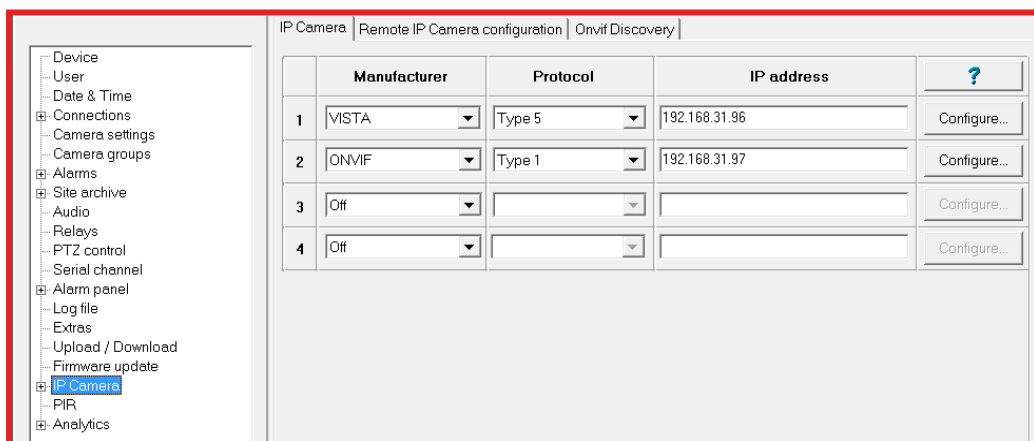 IP Camera Remote IP Camera configuration Onvif Discovery
Device
User
Date & Time
Connections
Camera settings
Camera groups
Alarms
Site archive
Audio
Relays
PTZ control
Serial channel
Alarm panel
Log file
Extras
Upload / Download
Firmware update
IP Camera
PIR
Analytics
Manufacturer Protocol IP address ?
1 VISTA Type 5 192.168.31.96 Configure...
2 ONVIF Type 1 192.168.31.97 Configure...
3 Off Configure...
4 Off Configure...